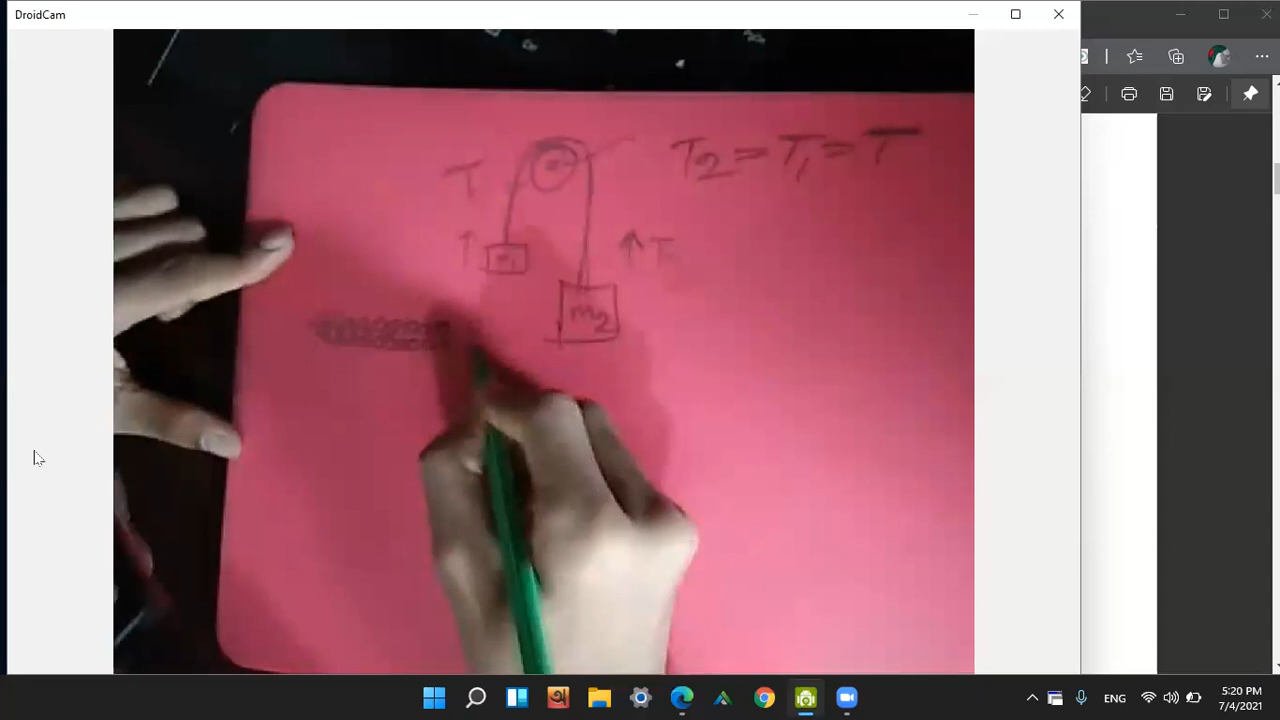 DroidCam
T
T2 = T1 = T
m1
m2
ENG
5:20 PM
7/4/2021